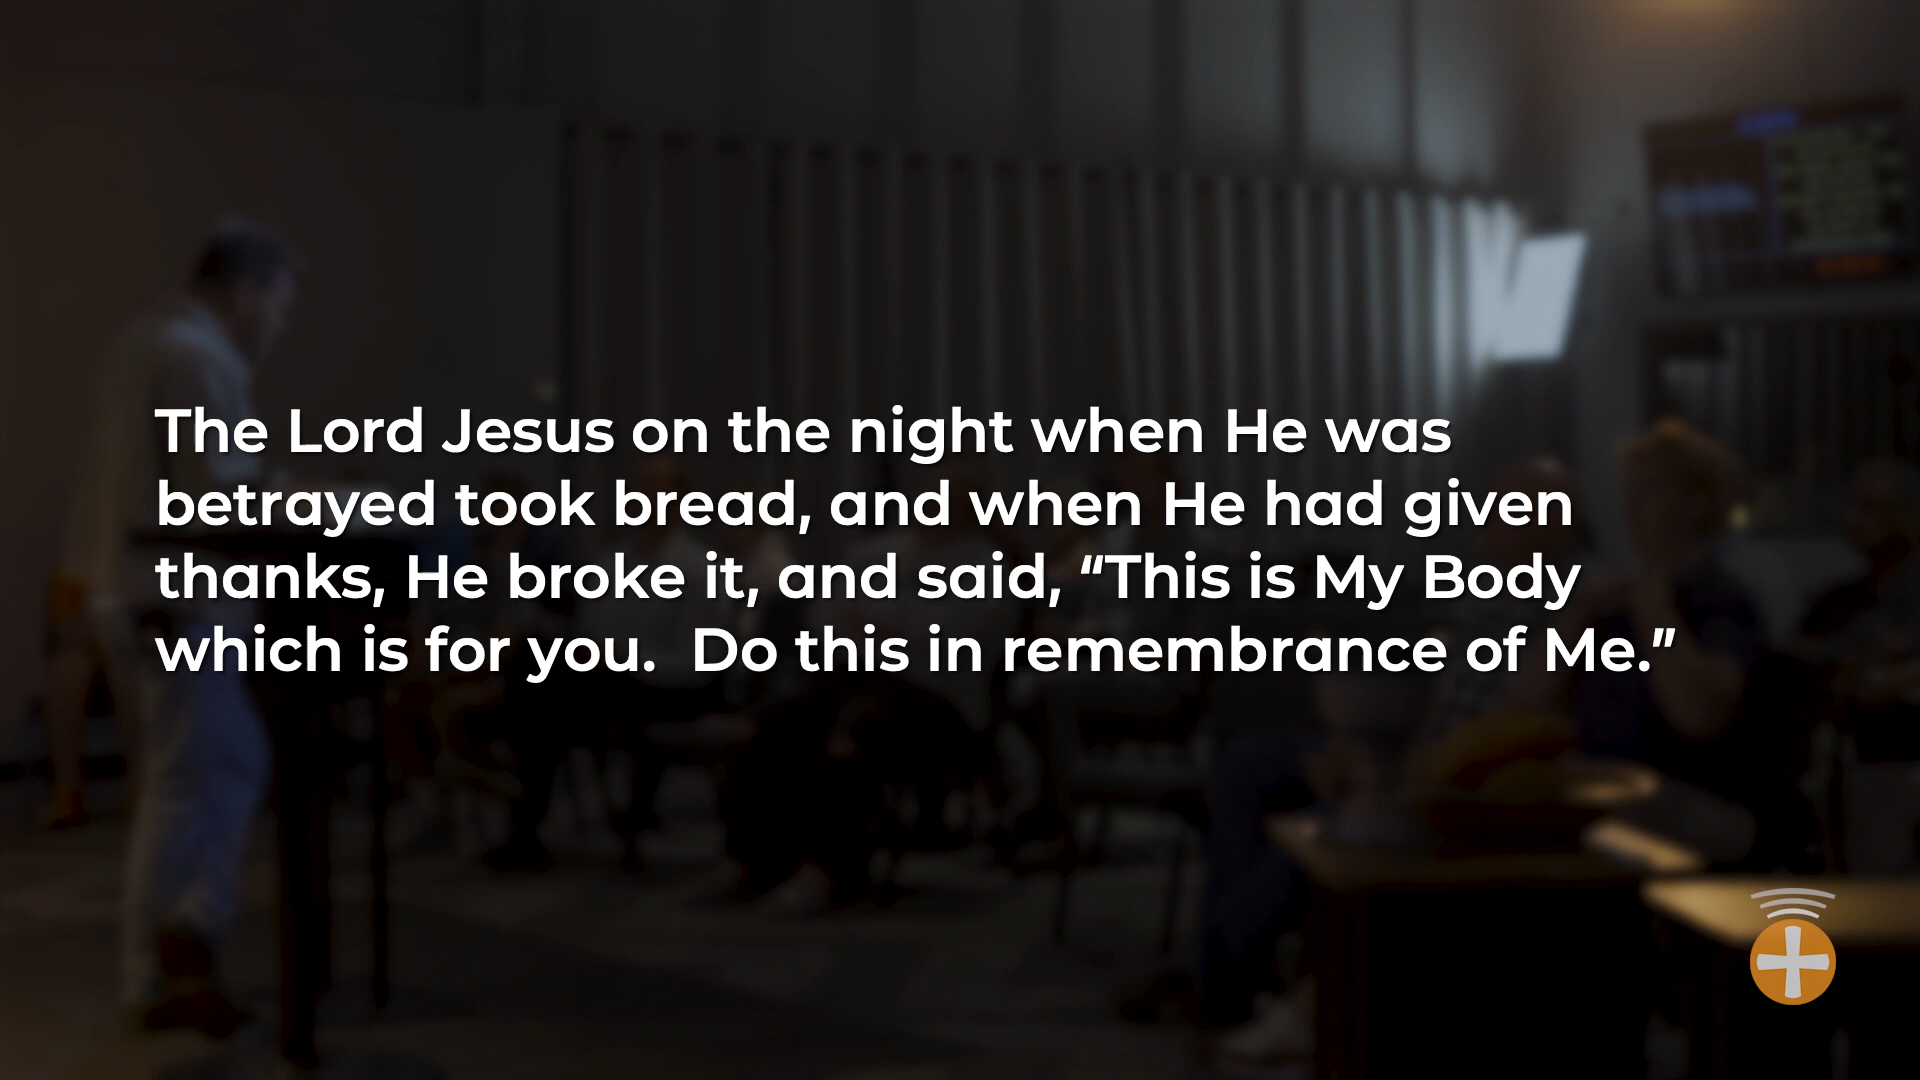 The Lord Jesus on the night when He was
betrayed took bread, and when He had given
thanks, He broke it, and said, “This is My Body
which is for you.  Do this in remembrance of Me.”